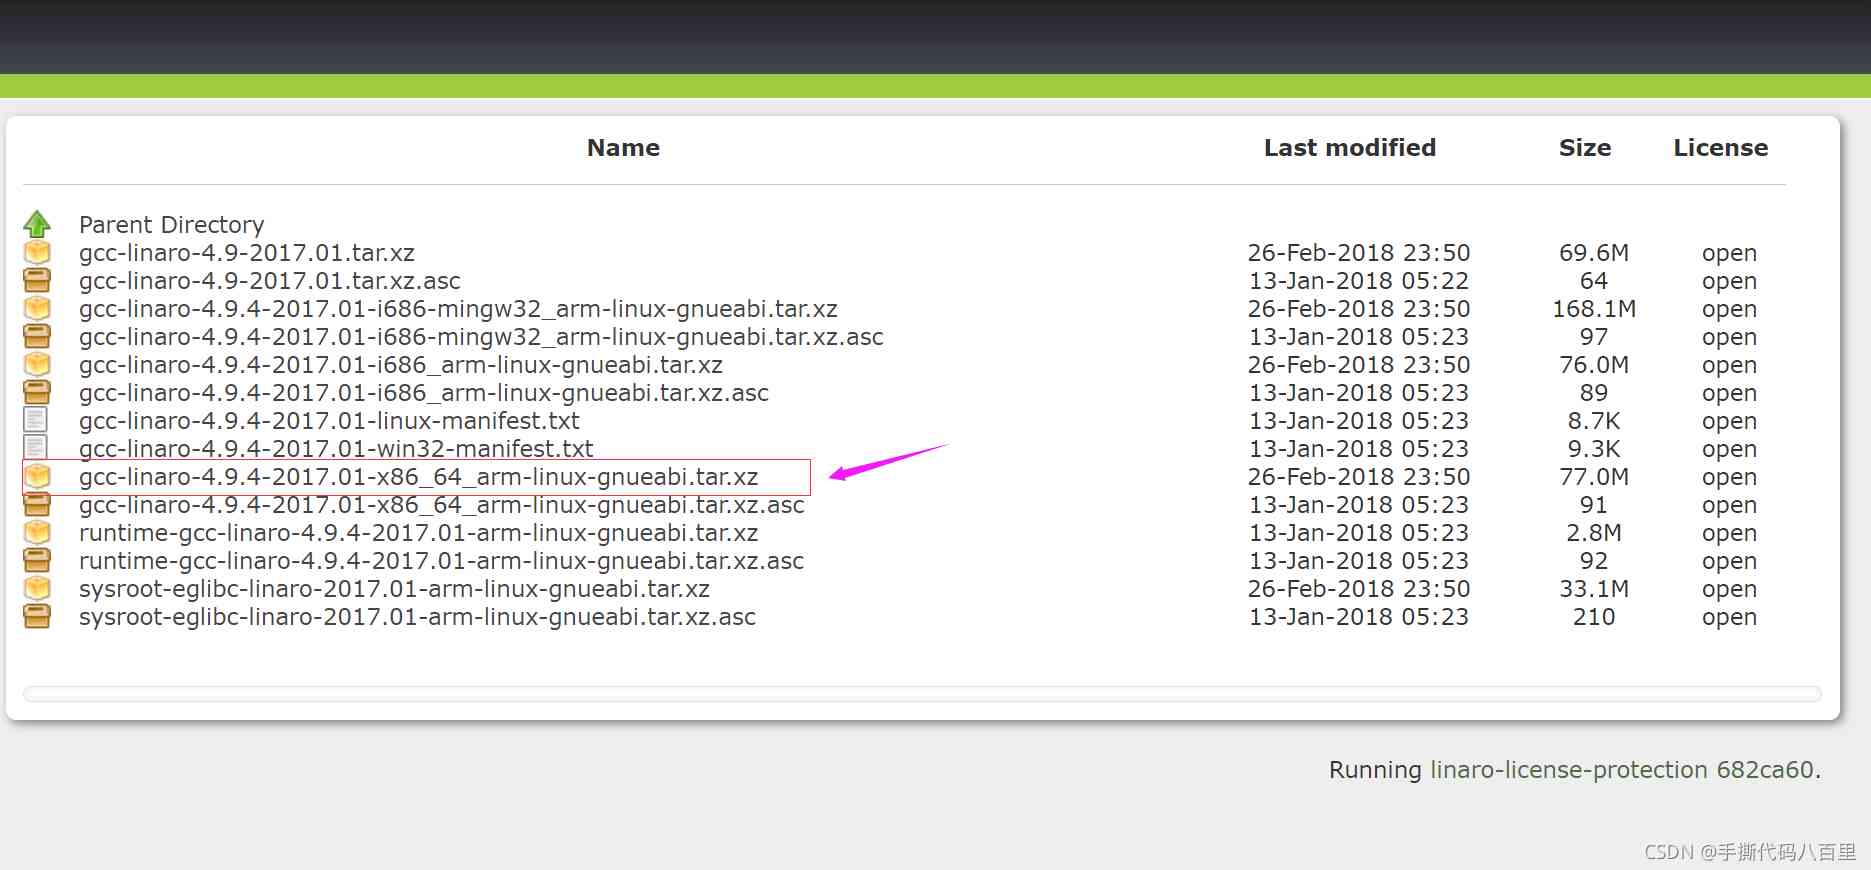 Name Last modified Size License
Parent Directory
gcc-linaro-4.9-2017.01.tar.xz 26-Feb-2018 23:50 69.6M open
gcc-linaro-4.9-2017.01.tar.xz.asc 13-Jan-2018 05:22 64 open
gcc-linaro-4.9.4-2017.01-i686-mingw32_arm-linux-gnueabi.tar.xz 26-Feb-2018 23:50 168.1M open
gcc-linaro-4.9.4-2017.01-i686-mingw32_arm-linux-gnueabi.tar.xz.asc 13-Jan-2018 05:23 97 open
gcc-linaro-4.9.4-2017.01-i686_arm-linux-gnueabi.tar.xz 26-Feb-2018 23:50 76.0M open
gcc-linaro-4.9.4-2017.01-i686_arm-linux-gnueabi.tar.xz.asc 13-Jan-2018 05:23 89 open
gcc-linaro-4.9.4-2017.01-linux-manifest.txt 13-Jan-2018 05:23 8.7K open
gcc-linaro-4.9.4-2017.01-win32-manifest.txt 13-Jan-2018 05:23 9.3K open
gcc-linaro-4.9.4-2017.01-x86_64_arm-linux-gnueabi.tar.xz 26-Feb-2018 23:50 77.0M open
gcc-linaro-4.9.4-2017.01-x86_64_arm-linux-gnueabi.tar.xz.asc 13-Jan-2018 05:23 91 open
runtime-gcc-linaro-4.9.4-2017.01-arm-linux-gnueabi.tar.xz 13-Jan-2018 05:23 2.8M open
runtime-gcc-linaro-4.9.4-2017.01-arm-linux-gnueabi.tar.xz.asc 13-Jan-2018 05:23 92 open
sysroot-eglibc-linaro-2017.01-arm-linux-gnueabi.tar.xz 26-Feb-2018 23:50 33.1M open
sysroot-eglibc-linaro-2017.01-arm-linux-gnueabi.tar.xz.asc 13-Jan-2018 05:23 210 open
Running linaro-license-protection 682ca60.
CSDN @手撕代码八百里